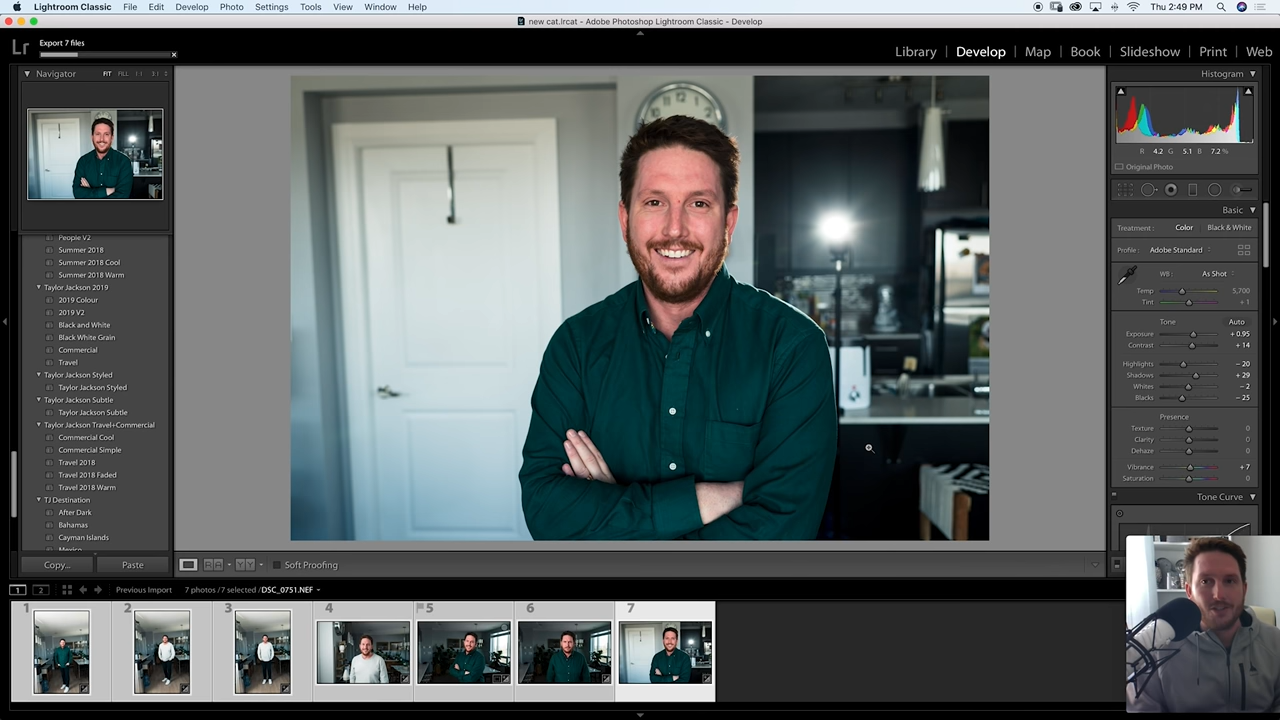 Lightroom Classic File Edit Develop Photo Settings Tools View Window Help Thu 2:49 PM
new cat.lrcat - Adobe Photoshop Lightroom Classic - Develop
Lr Export 7 files
Library | Develop | Map | Book | Slideshow | Print | Web
Navigator FIT FILL 1:1 3:1
Histogram
R 4.2 G 5.1 B 7.2 %
Original Photo
Basic
Treatment : Color Black & White
Profile : Adobe Standard
WB : As Shot
Temp 5,700
Tint + 1
Tone Auto
Exposure + 0.95
Contrast + 14
Highlights − 20
Shadows + 29
Whites − 2
Blacks − 25
Presence
Texture 0
Clarity 0
Dehaze 0
Vibrance + 7
Saturation 0
Tone Curve
People V2
Summer 2018
Summer 2018 Cool
Summer 2018 Warm
Taylor Jackson 2019
2019 Colour
2019 V2
Black and White
Black White Grain
Commercial
Travel
Taylor Jackson Styled
Taylor Jackson Styled
Taylor Jackson Subtle
Taylor Jackson Subtle
Taylor Jackson Travel+Commercial
Commercial Cool
Commercial Simple
Travel 2018
Travel 2018 Faded
Travel 2018 Warm
TJ Destination
After Dark
Bahamas
Cayman Islands
Mexico
Copy... Paste
Soft Proofing
1 2 Previous Import 7 photos / 7 selected / DSC_0751.NEF
1 2 3 4 5 6 7